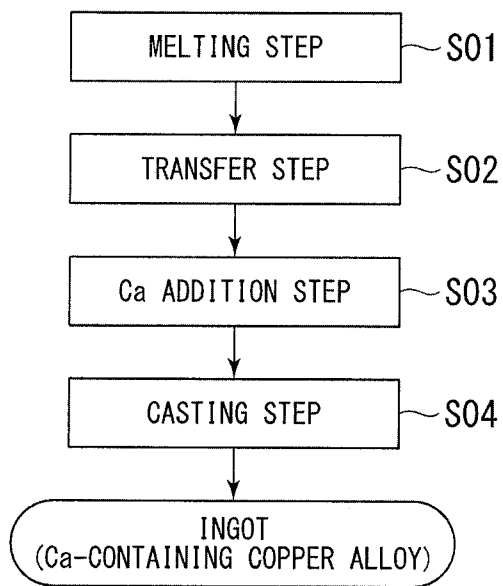 MELTING STEP S01
TRANSFER STEP S02
Ca ADDITION STEP S03
CASTING STEP S04
INGOT
(Ca-CONTAINING COPPER ALLOY)